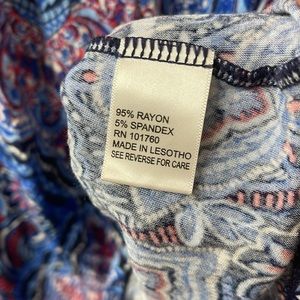 95% RAYON
5% SPANDEX
RN 101760
MADE IN LESOTHO
SEE REVERSE FOR CARE